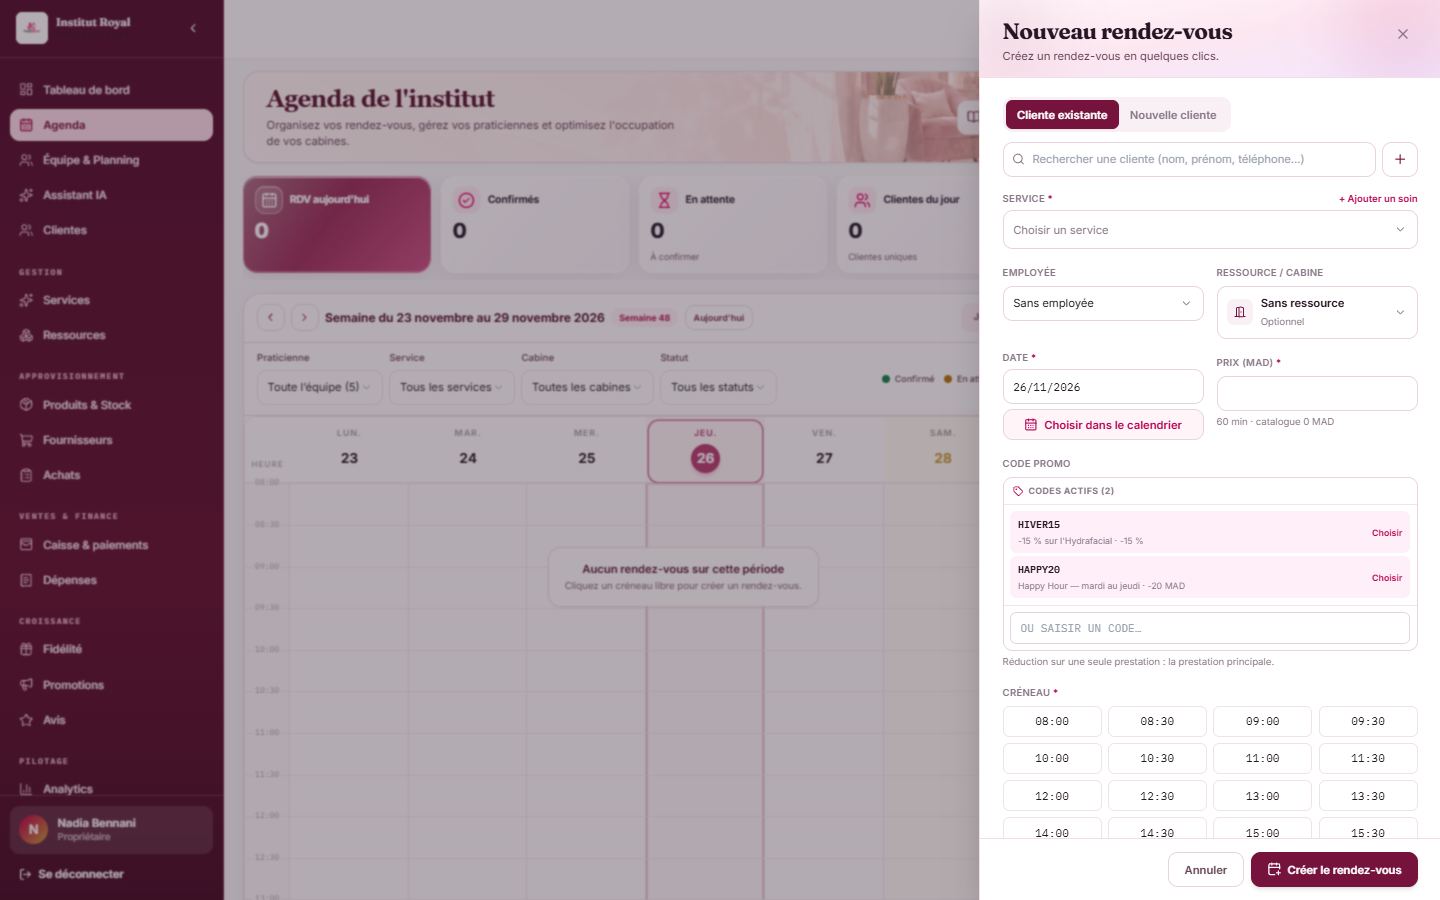 Institut Royal
Tableau de bord
Agenda
Équipe & Planning
Assistant IA
Clientes
GESTION
Services
Ressources
APPROVISIONNEMENT
Produits & Stock
Fournisseurs
Achats
VENTES & FINANCE
Caisse & paiements
Dépenses
CROISSANCE
Fidélité
Promotions
Avis
PILOTAGE
Analytics
N
Nadia Bennani
Propriétaire
Se déconnecter
Agenda de l'institut
Organisez vos rendez-vous, gérez vos praticiennes et optimisez l'occupation
de vos cabines.
RDV aujourd'hui
0
Confirmés
0
En attente
0
À confirmer
Clientes du jour
0
Clientes uniques
Semaine du 23 novembre au 29 novembre 2026
Semaine 48
Aujourd'hui
J
Praticienne
Service
Cabine
Statut
Toute l'équipe (5)
Tous les services
Toutes les cabines
Tous les statuts
Confirmé
En at
HEURE
LUN.
23
MAR.
24
MER.
25
JEU.
26
VEN.
27
SAM.
28
08:00
08:30
09:00
09:30
10:00
10:30
11:00
11:30
12:00
12:30
Aucun rendez-vous sur cette période
Cliquez un créneau libre pour créer un rendez-vous.
Nouveau rendez-vous
Créez un rendez-vous en quelques clics.
Cliente existante
Nouvelle cliente
Rechercher une cliente (nom, prénom, téléphone...)
SERVICE *
+ Ajouter un soin
Choisir un service
EMPLOYÉE
RESSOURCE / CABINE
Sans employée
Sans ressource
Optionnel
DATE *
PRIX (MAD) *
26/11/2026
Choisir dans le calendrier
60 min · catalogue 0 MAD
CODE PROMO
CODES ACTIFS (2)
HIVER15
-15 % sur l'Hydrafacial · -15 %
Choisir
HAPPY20
Happy Hour — mardi au jeudi · -20 MAD
Choisir
OU SAISIR UN CODE…
Réduction sur une seule prestation : la prestation principale.
CRÉNEAU *
08:00 08:30 09:00 09:30
10:00 10:30 11:00 11:30
12:00 12:30 13:00 13:30
14:00 14:30 15:00 15:30
Annuler
Créer le rendez-vous